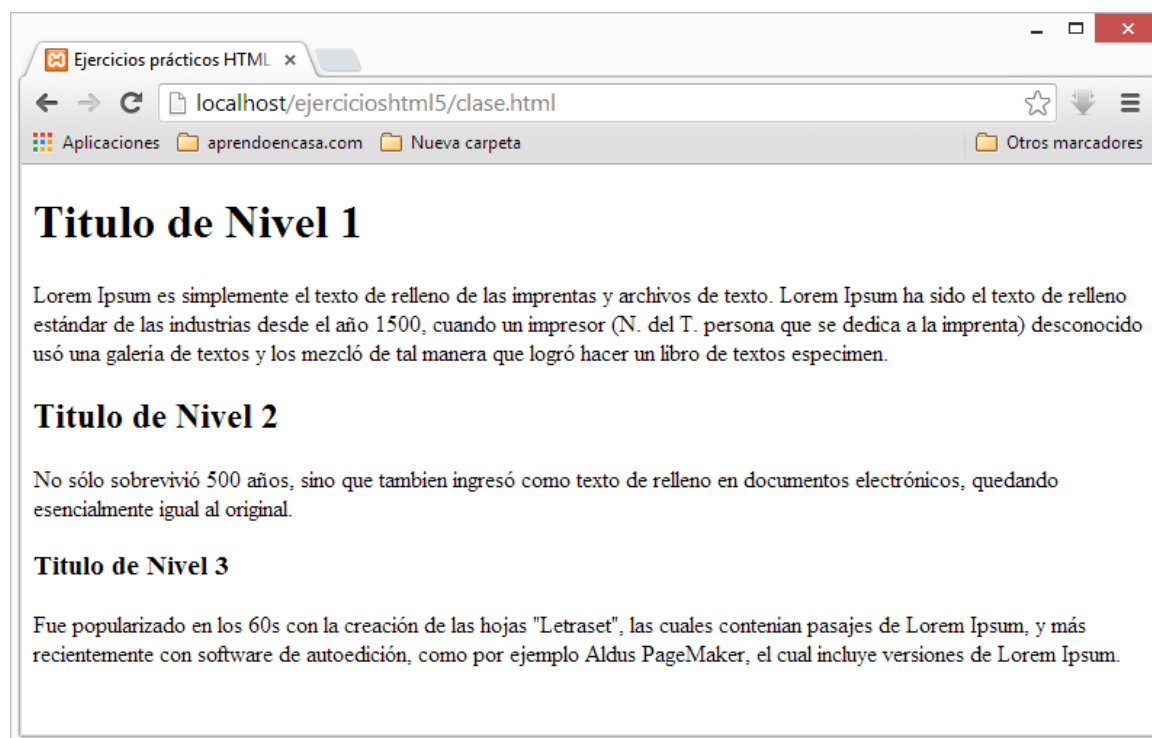 Ejercicios prácticos HTML
localhost/ejercicioshtml5/clase.html
Aplicaciones aprendoencasa.com Nueva carpeta Otros marcadores
Titulo de Nivel 1
Lorem Ipsum es simplemente el texto de relleno de las imprentas y archivos de texto. Lorem Ipsum ha sido el texto de relleno
estándar de las industrias desde el año 1500, cuando un impresor (N. del T. persona que se dedica a la imprenta) desconocido
usó una galería de textos y los mezcló de tal manera que logró hacer un libro de textos especimen.
Titulo de Nivel 2
No sólo sobrevivió 500 años, sino que tambien ingresó como texto de relleno en documentos electrónicos, quedando
esencialmente igual al original.
Titulo de Nivel 3
Fue popularizado en los 60s con la creación de las hojas "Letraset", las cuales contenian pasajes de Lorem Ipsum, y más
recientemente con software de autoedición, como por ejemplo Aldus PageMaker, el cual incluye versiones de Lorem Ipsum.